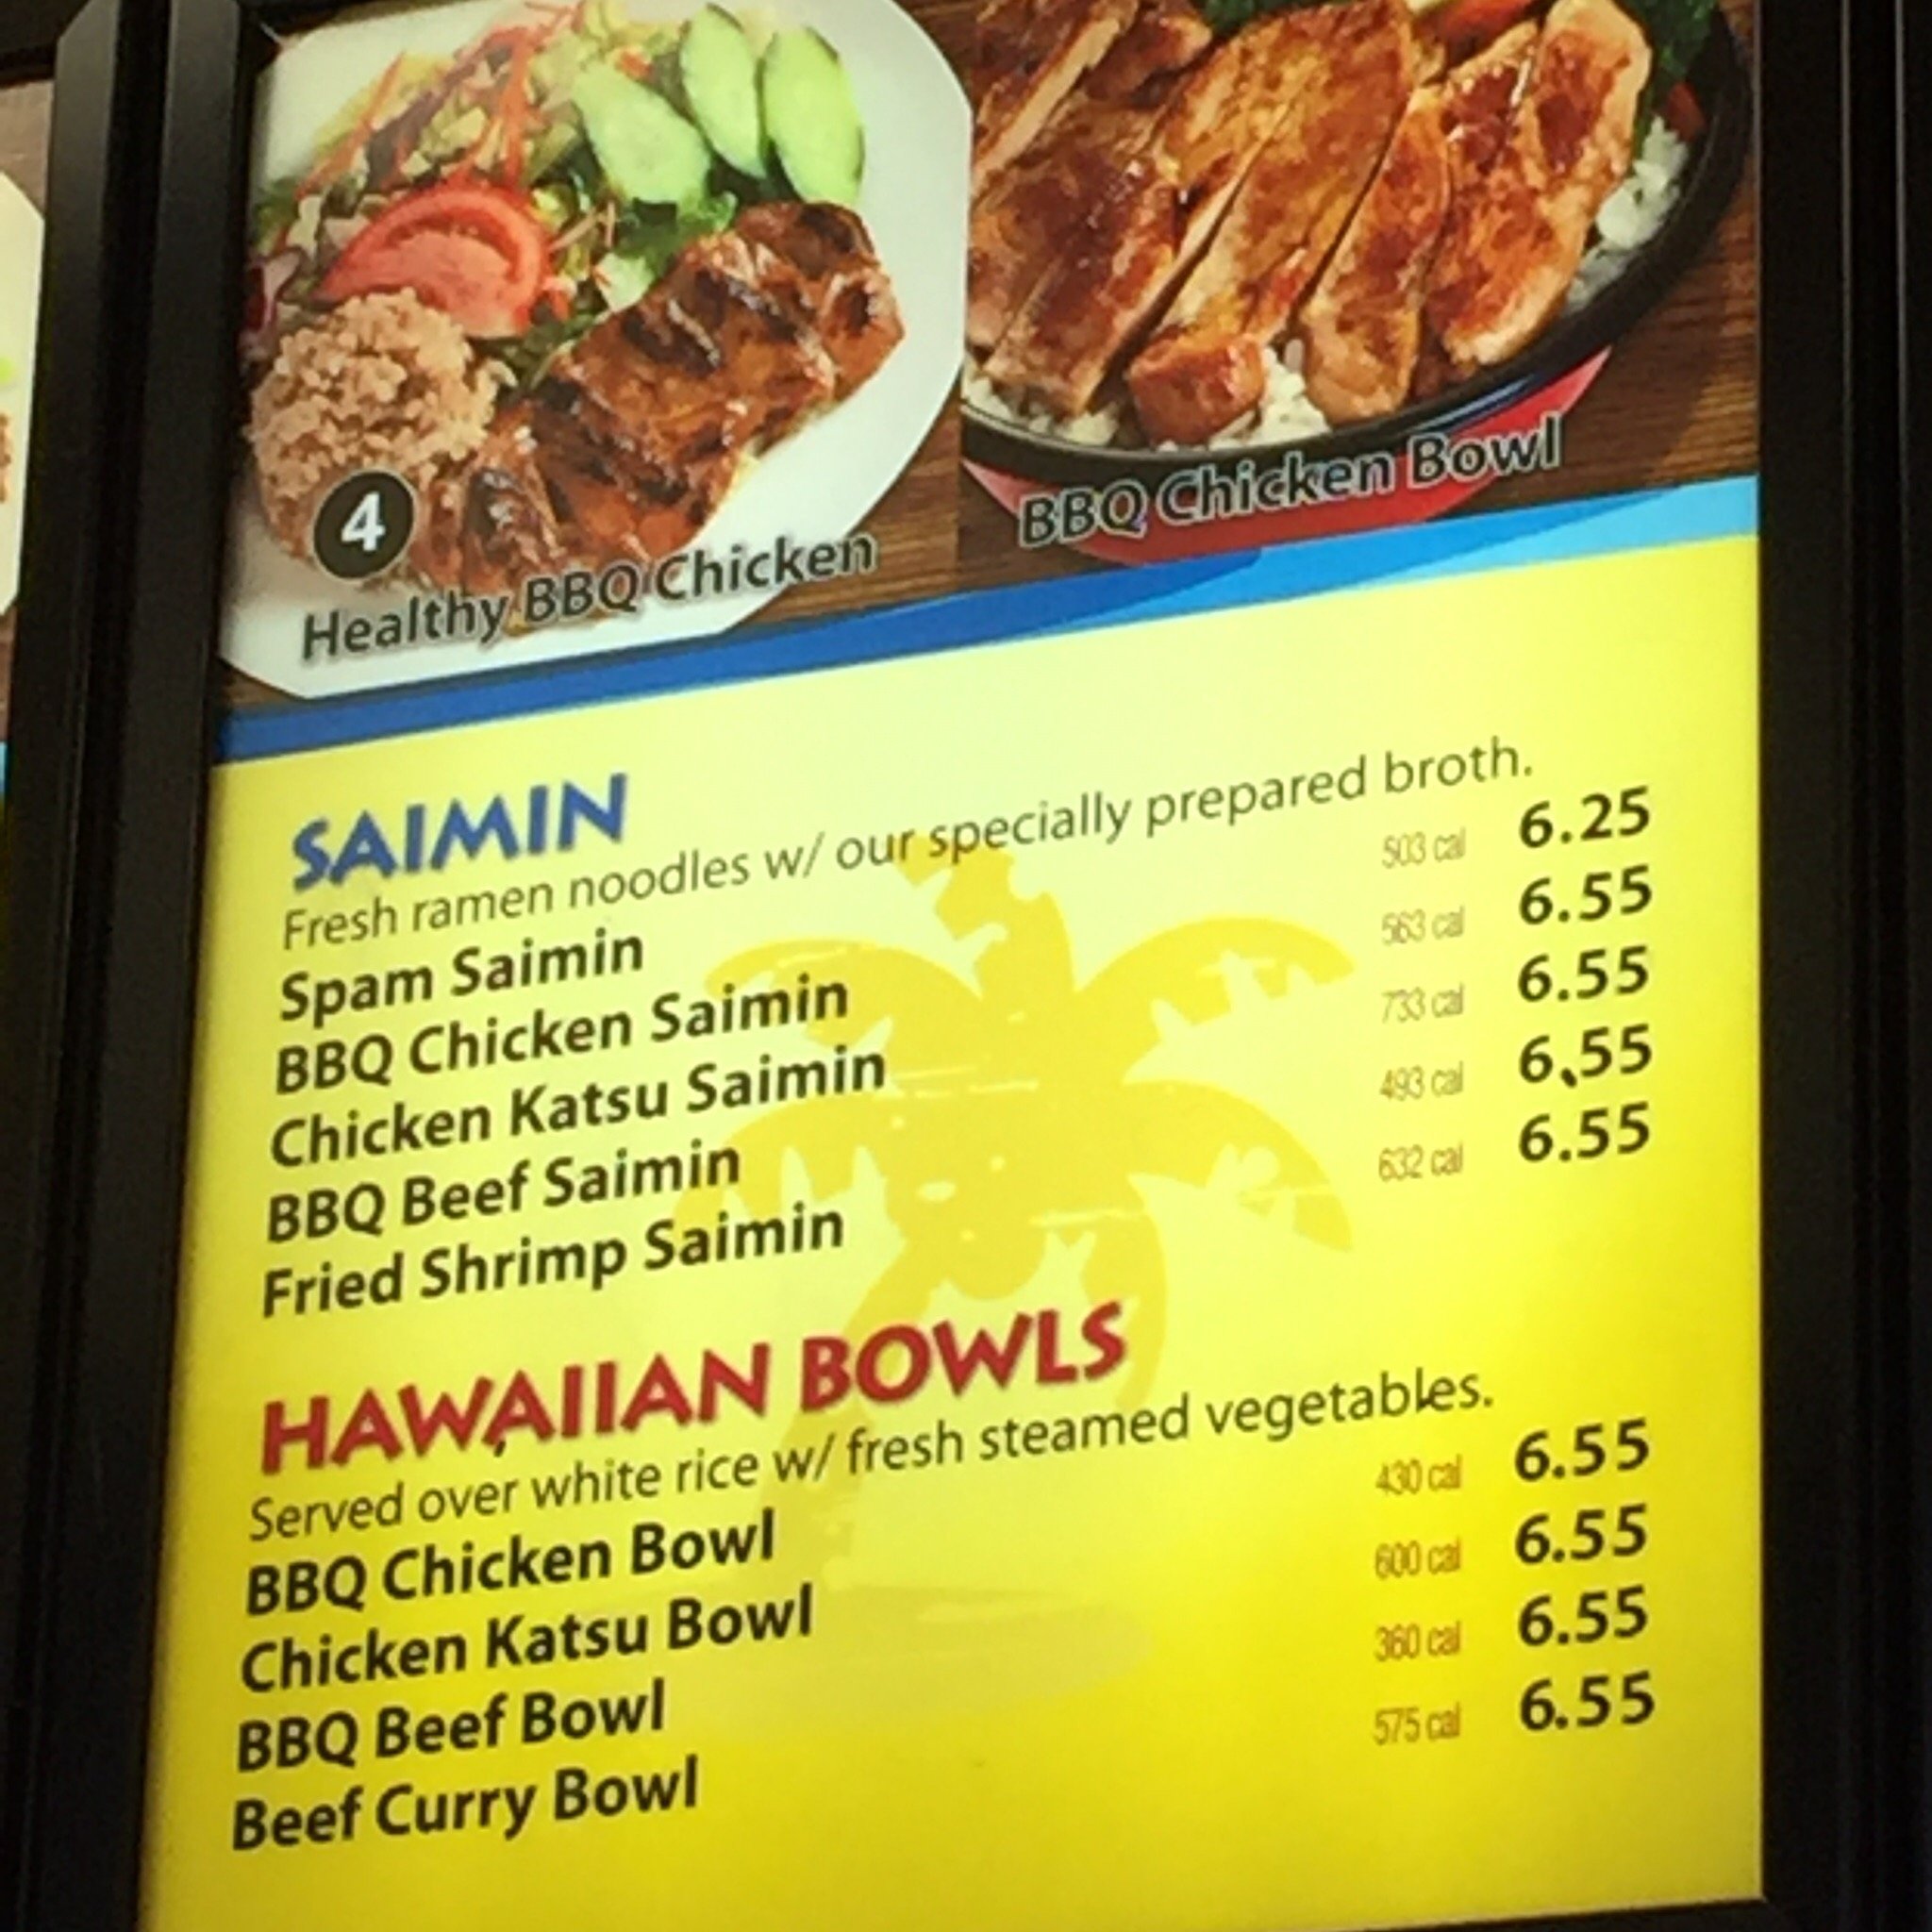 4
Healthy BBQ Chicken
BBQ Chicken Bowl
SAIMIN
Fresh ramen noodles w/ our specially prepared broth.
Spam Saimin 503 cal 6.25
BBQ Chicken Saimin 563 cal 6.55
Chicken Katsu Saimin 733 cal 6.55
BBQ Beef Saimin 493 cal 6.55
Fried Shrimp Saimin 632 cal 6.55
HAWAIIAN BOWLS
Served over white rice w/ fresh steamed vegetables.
BBQ Chicken Bowl 430 cal 6.55
Chicken Katsu Bowl 600 cal 6.55
BBQ Beef Bowl 360 cal 6.55
Beef Curry Bowl 575 cal 6.55